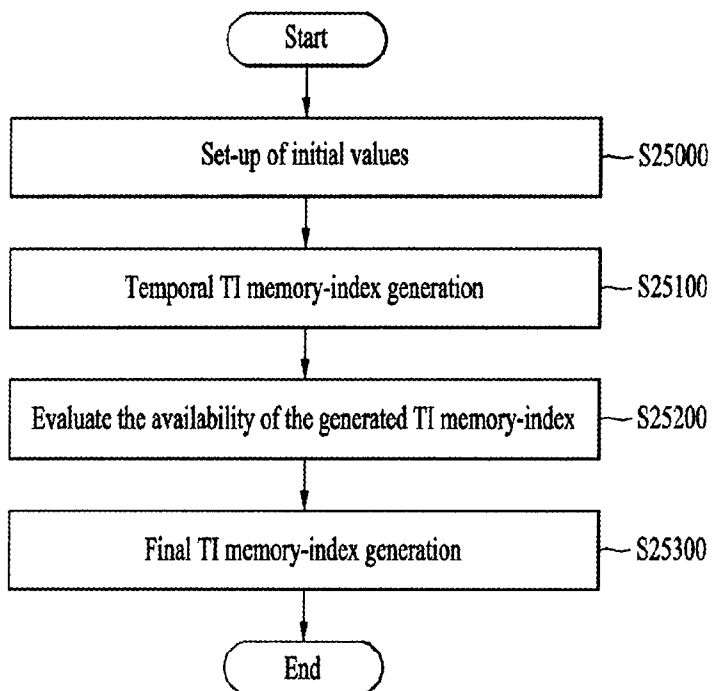 Start
Set-up of initial values
S25000
Temporal TI memory-index generation
S25100
Evaluate the availability of the generated TI memory-index
S25200
Final TI memory-index generation
S25300
End